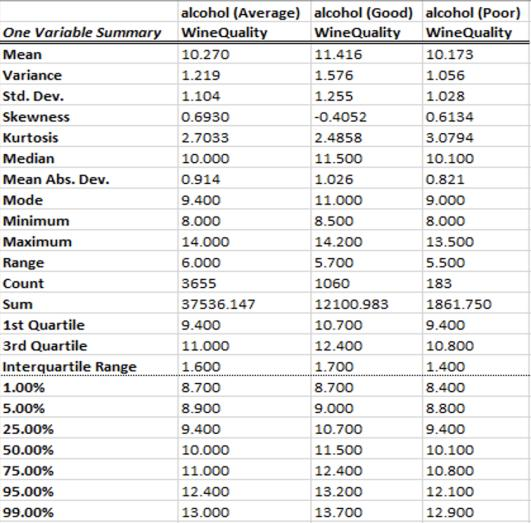 alcohol (Average) alcohol (Good) alcohol (Poor)
One Variable Summary WineQuality WineQuality WineQuality
Mean 10.270 11.416 10.173
Variance 1.219 1.576 1.056
Std. Dev. 1.104 1.255 1.028
Skewness 0.6930 -0.4052 0.6134
Kurtosis 2.7033 2.4858 3.0794
Median 10.000 11.500 10.100
Mean Abs. Dev. 0.914 1.026 0.821
Mode 9.400 11.000 9.000
Minimum 8.000 8.500 8.000
Maximum 14.000 14.200 13.500
Range 6.000 5.700 5.500
Count 3655 1060 183
Sum 37536.147 12100.983 1861.750
1st Quartile 9.400 10.700 9.400
3rd Quartile 11.000 12.400 10.800
Interquartile Range 1.600 1.700 1.400
1.00% 8.700 8.700 8.400
5.00% 8.900 9.000 8.800
25.00% 9.400 10.700 9.400
50.00% 10.000 11.500 10.100
75.00% 11.000 12.400 10.800
95.00% 12.400 13.200 12.100
99.00% 13.000 13.700 12.900